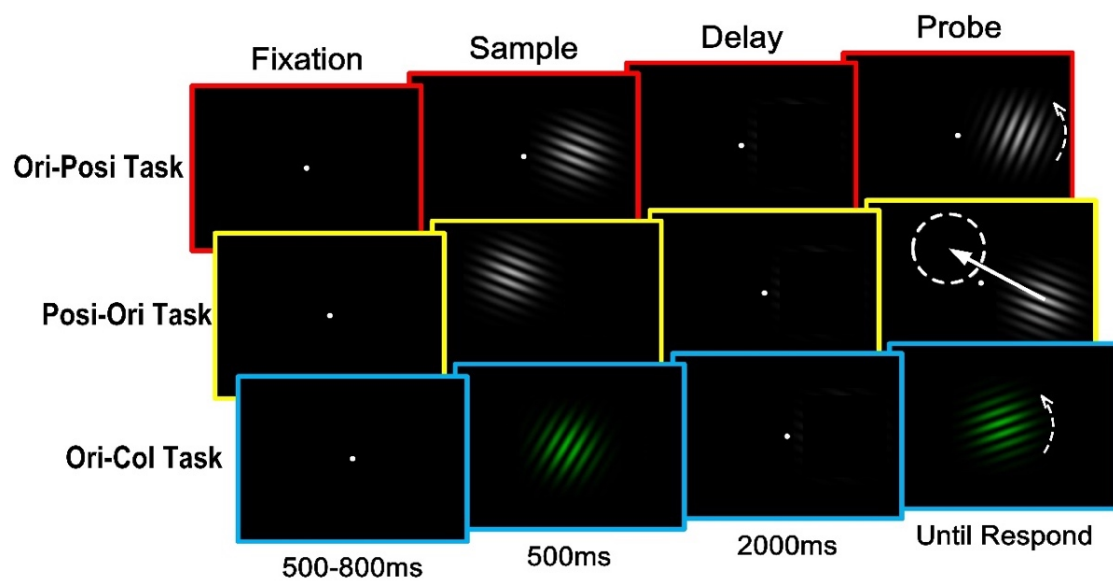 Fixation
Sample
Delay
Probe
Ori-Posi Task
Posi-Ori Task
Ori-Col Task
500-800ms
500ms
2000ms
Until Respond